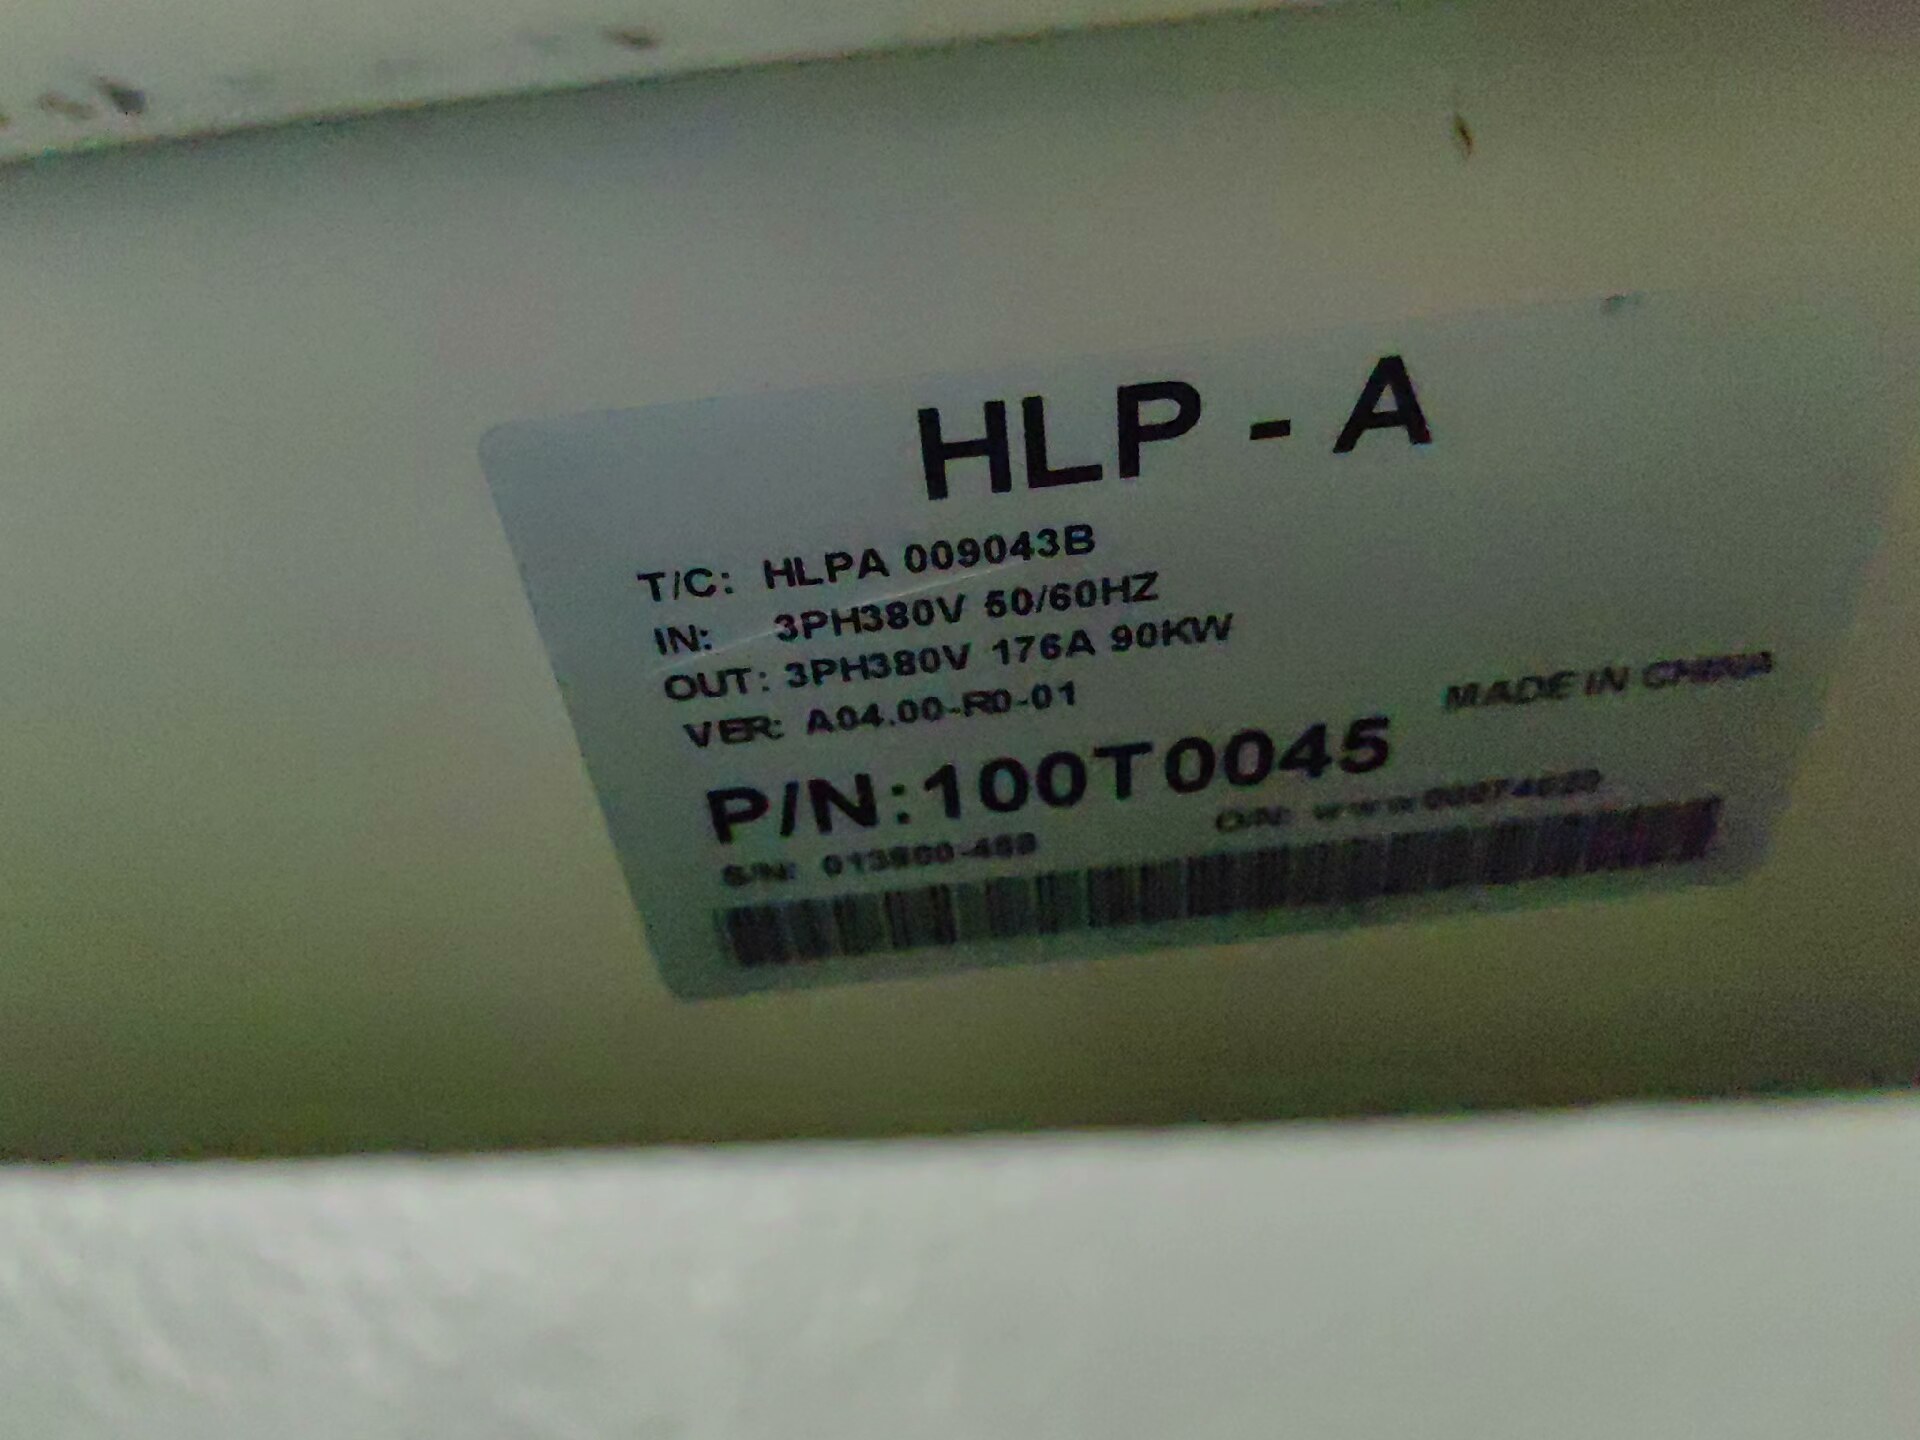 HLP - A
T/C: HLPA 009043B
IN: 3PH380V 50/60HZ
OUT: 3PH380V 176A 90KW
VER: A04.00-R0-01
MADE IN CHINA
P/N:100T0045
S/N:
O/N: